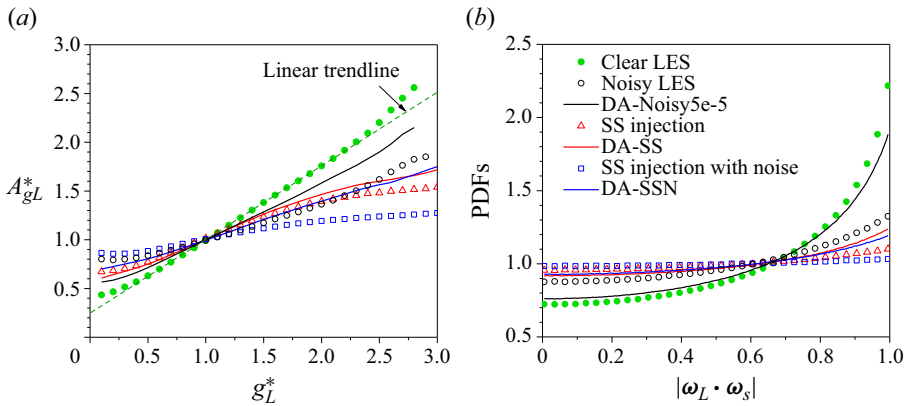 (a)
3.0
2.5
2.0
1.5
1.0
0.5
A*gL
Linear trendline
0 0.5 1.0 1.5 2.0 2.5 3.0
g*L
(b)
2.5
2.0
1.5
1.0
0.5
PDFs
Clear LES
Noisy LES
DA-Noisy5e-5
SS injection
DA-SS
SS injection with noise
DA-SSN
0 0.2 0.4 0.6 0.8 1.0
|ωL · ωs|